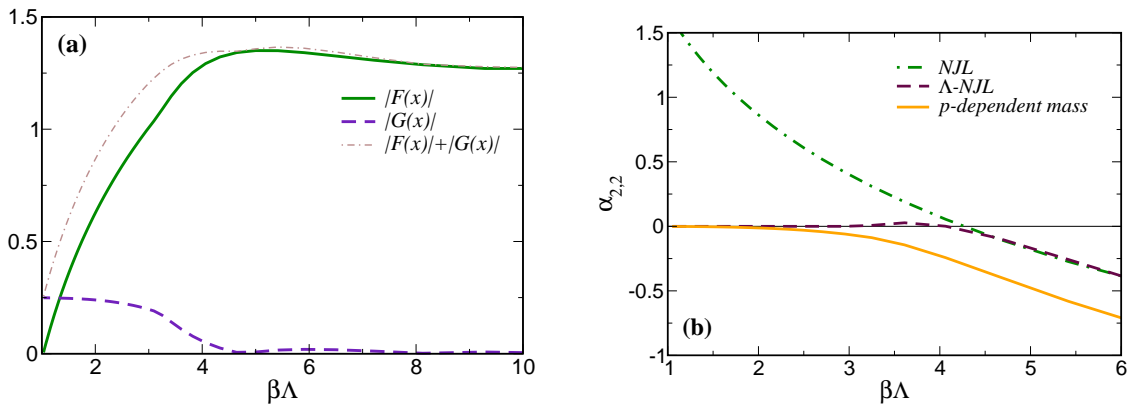 (a)
1.5
1
0.5
0
2
4
6
8
10
βΛ
|F(x)|
|G(x)|
|F(x)|+|G(x)|
(b)
1.5
1
0.5
0
-0.5
-1
α2,2
1
2
3
4
5
6
βΛ
NJL
Λ-NJL
p-dependent mass